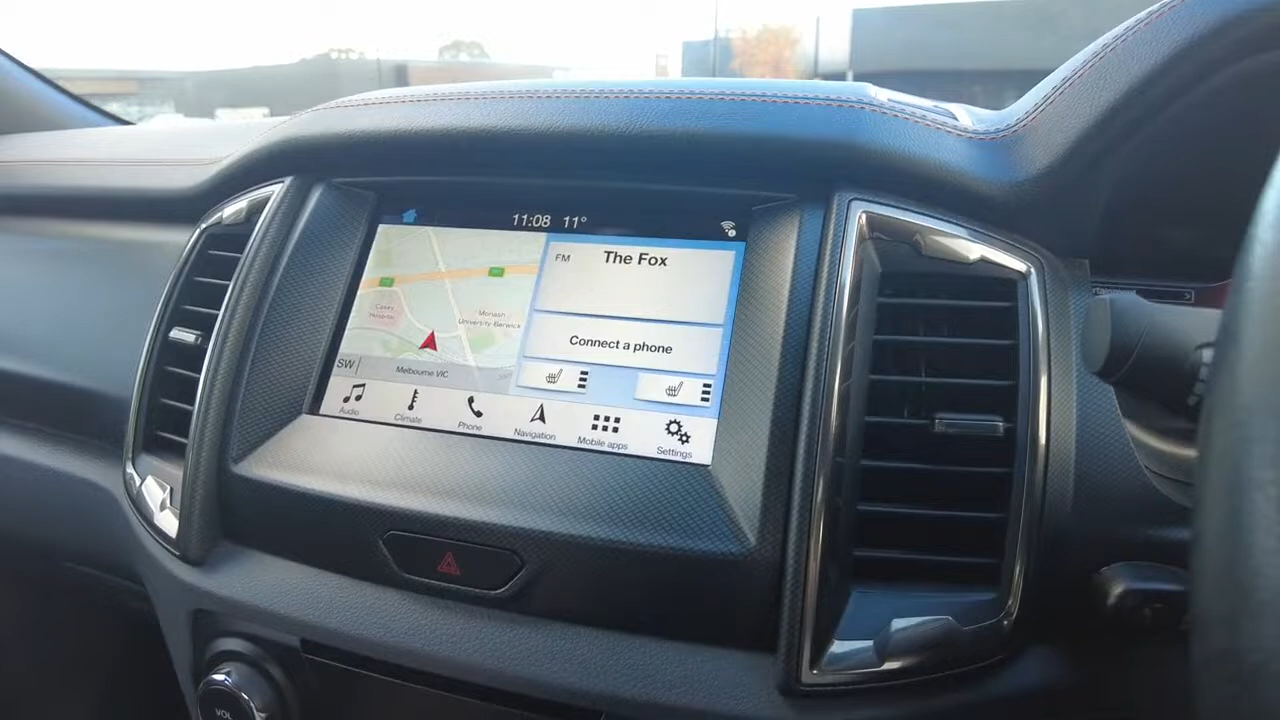 11:08 11°
FM
The Fox
Casey
Hospital
Monash
University-Berwick
Connect a phone
SW
Melbourne VIC
Audio
Climate
Phone
Navigation
Mobile apps
Settings
VOL